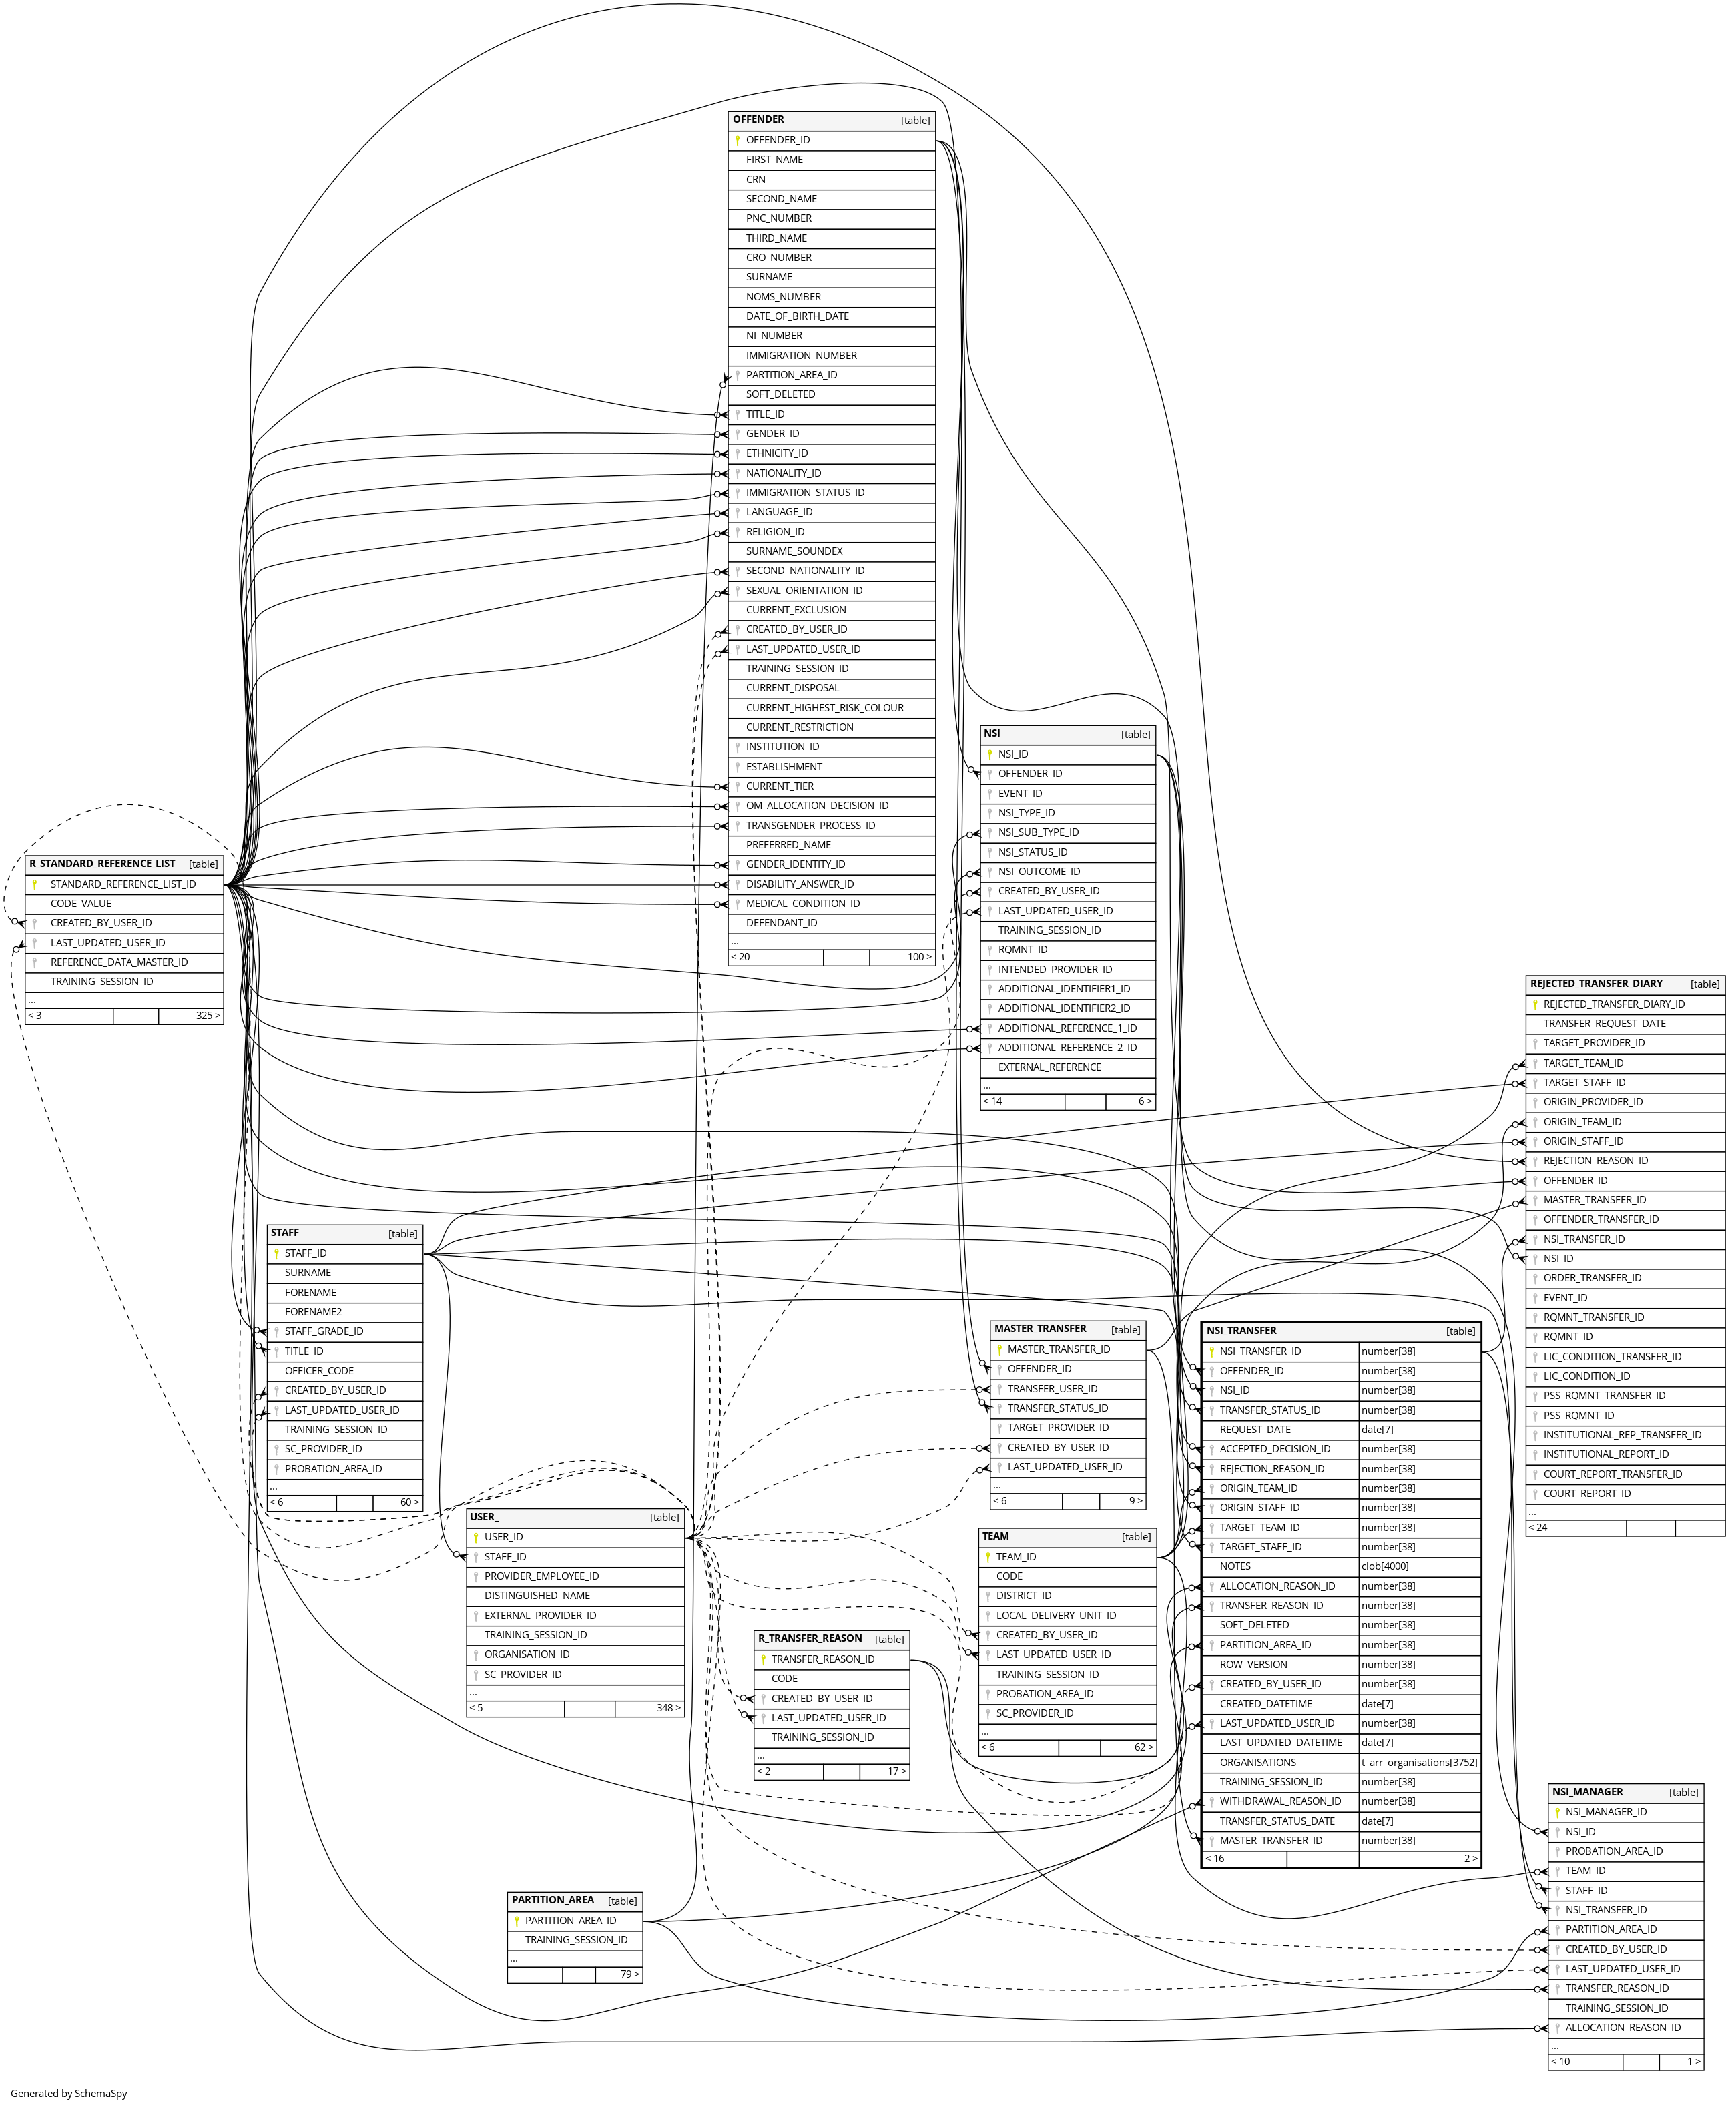 OFFENDER [table]
OFFENDER_ID
FIRST_NAME
CRN
SECOND_NAME
PNC_NUMBER
THIRD_NAME
CRO_NUMBER
SURNAME
NOMS_NUMBER
DATE_OF_BIRTH_DATE
NI_NUMBER
IMMIGRATION_NUMBER
PARTITION_AREA_ID
SOFT_DELETED
TITLE_ID
GENDER_ID
ETHNICITY_ID
NATIONALITY_ID
IMMIGRATION_STATUS_ID
LANGUAGE_ID
RELIGION_ID
SURNAME_SOUNDEX
SECOND_NATIONALITY_ID
SEXUAL_ORIENTATION_ID
CURRENT_EXCLUSION
CREATED_BY_USER_ID
LAST_UPDATED_USER_ID
TRAINING_SESSION_ID
CURRENT_DISPOSAL
CURRENT_HIGHEST_RISK_COLOUR
CURRENT_RESTRICTION
INSTITUTION_ID
ESTABLISHMENT
CURRENT_TIER
OM_ALLOCATION_DECISION_ID
TRANSGENDER_PROCESS_ID
PREFERRED_NAME
GENDER_IDENTITY_ID
DISABILITY_ANSWER_ID
MEDICAL_CONDITION_ID
DEFENDANT_ID
...
< 20 100 >
NSI [table]
NSI_ID
OFFENDER_ID
EVENT_ID
NSI_TYPE_ID
NSI_SUB_TYPE_ID
NSI_STATUS_ID
NSI_OUTCOME_ID
CREATED_BY_USER_ID
LAST_UPDATED_USER_ID
TRAINING_SESSION_ID
RQMNT_ID
INTENDED_PROVIDER_ID
ADDITIONAL_IDENTIFIER1_ID
ADDITIONAL_IDENTIFIER2_ID
ADDITIONAL_REFERENCE_1_ID
ADDITIONAL_REFERENCE_2_ID
EXTERNAL_REFERENCE
...
< 14 6 >
R_STANDARD_REFERENCE_LIST [table]
STANDARD_REFERENCE_LIST_ID
CODE_VALUE
CREATED_BY_USER_ID
LAST_UPDATED_USER_ID
REFERENCE_DATA_MASTER_ID
TRAINING_SESSION_ID
...
< 3 325 >
REJECTED_TRANSFER_DIARY [table]
REJECTED_TRANSFER_DIARY_ID
TRANSFER_REQUEST_DATE
TARGET_PROVIDER_ID
TARGET_TEAM_ID
TARGET_STAFF_ID
ORIGIN_PROVIDER_ID
ORIGIN_TEAM_ID
ORIGIN_STAFF_ID
REJECTION_REASON_ID
OFFENDER_ID
MASTER_TRANSFER_ID
OFFENDER_TRANSFER_ID
NSI_TRANSFER_ID
NSI_ID
ORDER_TRANSFER_ID
EVENT_ID
RQMNT_TRANSFER_ID
RQMNT_ID
LIC_CONDITION_TRANSFER_ID
LIC_CONDITION_ID
PSS_RQMNT_TRANSFER_ID
PSS_RQMNT_ID
INSTITUTIONAL_REP_TRANSFER_ID
INSTITUTIONAL_REPORT_ID
COURT_REPORT_TRANSFER_ID
COURT_REPORT_ID
...
< 24
STAFF [table]
STAFF_ID
SURNAME
FORENAME
FORENAME2
STAFF_GRADE_ID
TITLE_ID
OFFICER_CODE
CREATED_BY_USER_ID
LAST_UPDATED_USER_ID
TRAINING_SESSION_ID
SC_PROVIDER_ID
PROBATION_AREA_ID
...
< 6 60 >
MASTER_TRANSFER [table]
MASTER_TRANSFER_ID
OFFENDER_ID
TRANSFER_USER_ID
TRANSFER_STATUS_ID
TARGET_PROVIDER_ID
CREATED_BY_USER_ID
LAST_UPDATED_USER_ID
...
< 6 9 >
NSI_TRANSFER [table]
NSI_TRANSFER_ID number[38]
OFFENDER_ID number[38]
NSI_ID number[38]
TRANSFER_STATUS_ID number[38]
REQUEST_DATE date[7]
ACCEPTED_DECISION_ID number[38]
REJECTION_REASON_ID number[38]
ORIGIN_TEAM_ID number[38]
ORIGIN_STAFF_ID number[38]
TARGET_TEAM_ID number[38]
TARGET_STAFF_ID number[38]
NOTES clob[4000]
ALLOCATION_REASON_ID number[38]
TRANSFER_REASON_ID number[38]
SOFT_DELETED number[38]
PARTITION_AREA_ID number[38]
ROW_VERSION number[38]
CREATED_BY_USER_ID number[38]
CREATED_DATETIME date[7]
LAST_UPDATED_USER_ID number[38]
LAST_UPDATED_DATETIME date[7]
ORGANISATIONS t_arr_organisations[3752]
TRAINING_SESSION_ID number[38]
WITHDRAWAL_REASON_ID number[38]
TRANSFER_STATUS_DATE date[7]
MASTER_TRANSFER_ID number[38]
< 16 2 >
USER_ [table]
USER_ID
STAFF_ID
PROVIDER_EMPLOYEE_ID
DISTINGUISHED_NAME
EXTERNAL_PROVIDER_ID
TRAINING_SESSION_ID
ORGANISATION_ID
SC_PROVIDER_ID
...
< 5 348 >
TEAM [table]
TEAM_ID
CODE
DISTRICT_ID
LOCAL_DELIVERY_UNIT_ID
CREATED_BY_USER_ID
LAST_UPDATED_USER_ID
TRAINING_SESSION_ID
PROBATION_AREA_ID
SC_PROVIDER_ID
...
< 6 62 >
R_TRANSFER_REASON [table]
TRANSFER_REASON_ID
CODE
CREATED_BY_USER_ID
LAST_UPDATED_USER_ID
TRAINING_SESSION_ID
...
< 2 17 >
NSI_MANAGER [table]
NSI_MANAGER_ID
NSI_ID
PROBATION_AREA_ID
TEAM_ID
STAFF_ID
NSI_TRANSFER_ID
PARTITION_AREA_ID
CREATED_BY_USER_ID
LAST_UPDATED_USER_ID
TRANSFER_REASON_ID
TRAINING_SESSION_ID
ALLOCATION_REASON_ID
...
< 10 1 >
PARTITION_AREA [table]
PARTITION_AREA_ID
TRAINING_SESSION_ID
...
79 >
Generated by SchemaSpy